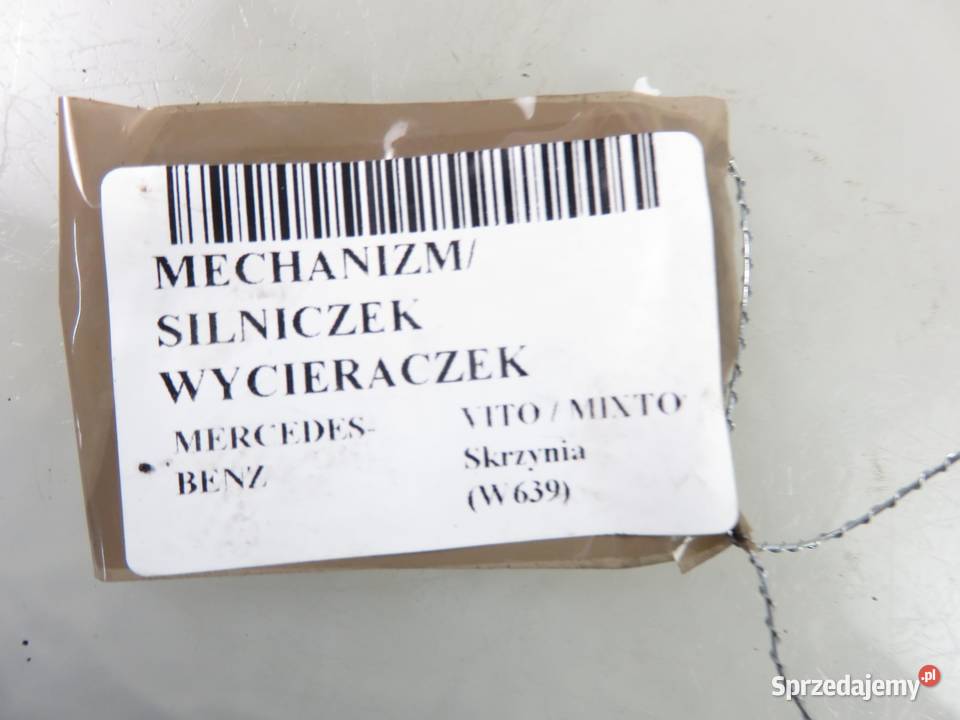 MECHANIZM/
SILNICZEK
WYCIERACZEK
MERCEDES-
BENZ
VITO / MIXTO
Skrzynia
(W639)
Sprzedajemy.pl